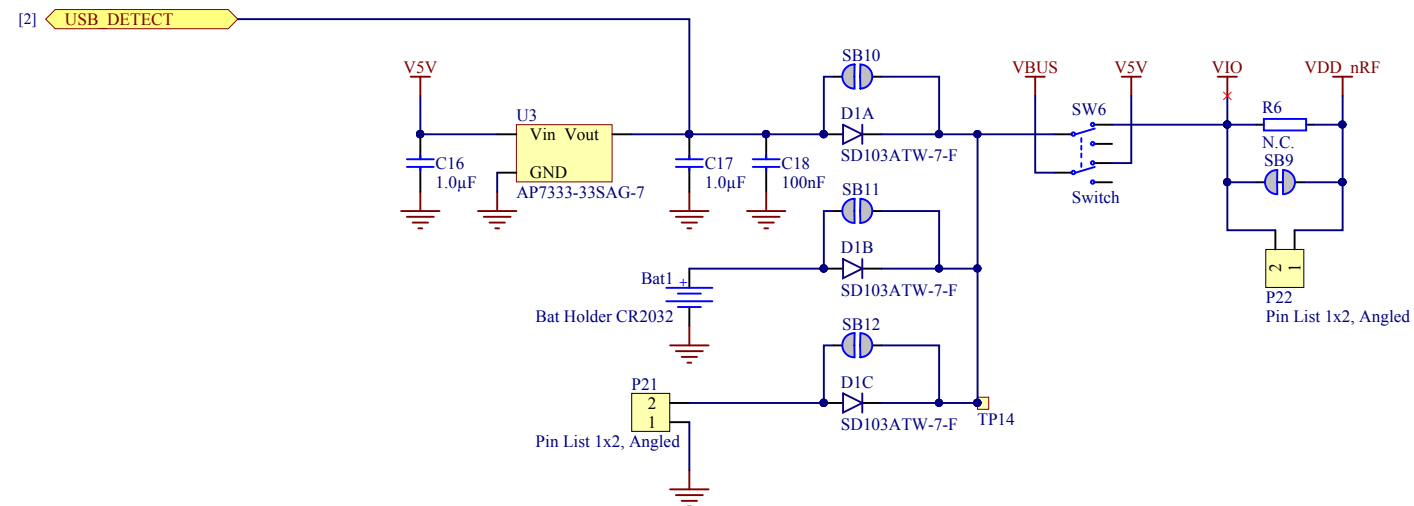 [2] USB_DETECT
SB10
V5V
VBUS V5V VIO VDD_nRF
U3
D1A
SW6
R6
Vin Vout
C16
1.0µF
GND
AP7333-33SAG-7
C17
1.0µF
C18
100nF
SD103ATW-7-F
N.C.
SB9
SB11
Switch
D1B
Bat1 +
SD103ATW-7-F
2 1
P22
Pin List 1x2, Angled
Bat Holder CR2032
SB12
P21
D1C
2
1
SD103ATW-7-F
TP14
Pin List 1x2, Angled